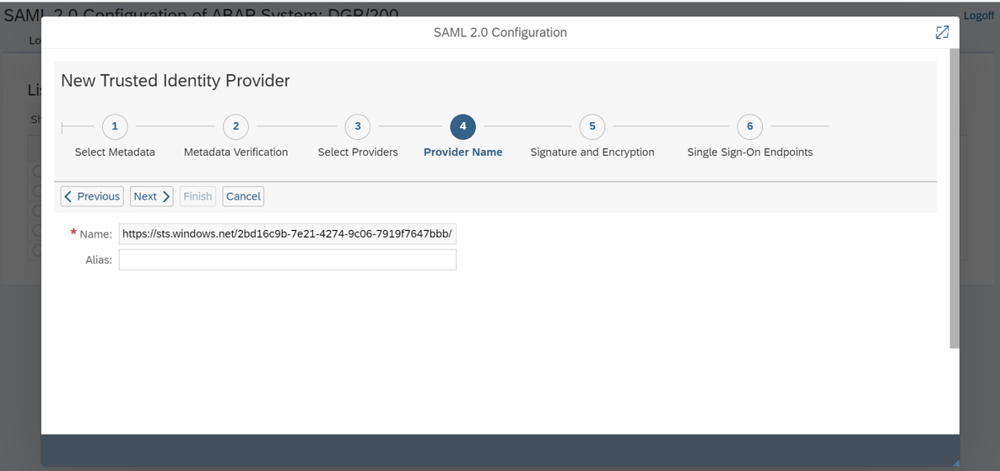 SAML 2.0 Configuration of ABAP System: DGR/200
Logoff
SAML 2.0 Configuration
Lo
New Trusted Identity Provider
Li
Sh
1 2 3 4 5 6
Select Metadata Metadata Verification Select Providers Provider Name Signature and Encryption Single Sign-On Endpoints
Previous Next Finish Cancel
* Name: https://sts.windows.net/2bd16c9b-7e21-4274-9c06-7919f7647bbb/
Alias: